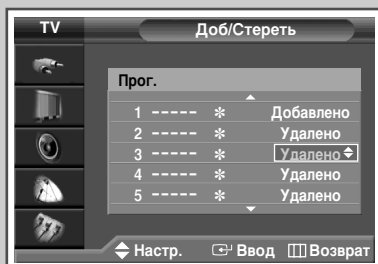 TV
Доб/Стереть
Прог.
1 ----- ✻ Добавлено
2 ----- ✻ Удалено
3 ----- ✻ Удалено
4 ----- ✻ Удалено
5 ----- ✻ Удалено
Настр. Ввод Возврат